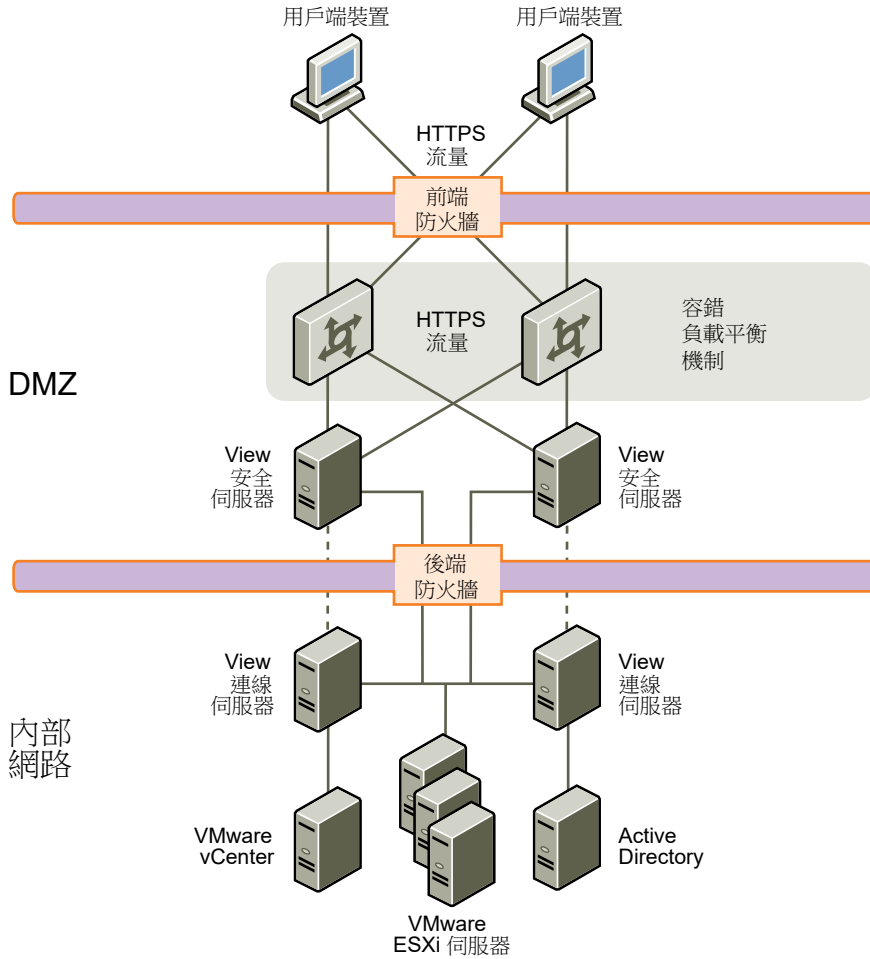 用戶端裝置
用戶端裝置
HTTPS
流量
前端
防火牆
HTTPS
流量
容錯
負載平衡
機制
DMZ
View
安全
伺服器
View
安全
伺服器
後端
防火牆
View
連線
伺服器
View
連線
伺服器
內部
網路
VMware
vCenter
Active
Directory
VMware
ESXi 伺服器